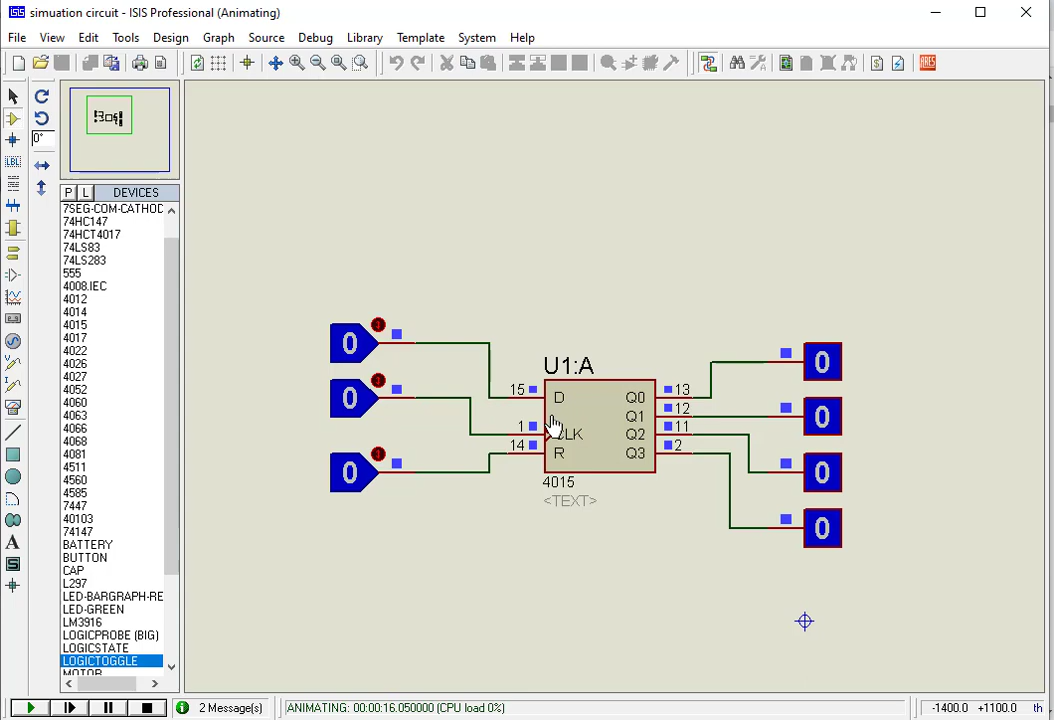 simuation circuit - ISIS Professional (Animating)
File View Edit Tools Design Graph Source Debug Library Template System Help
LBL
0°
P L DEVICES
7SEG-COM-CATHOD
74HC147
74HCT4017
74LS83
74LS283
555
4008.IEC
4012
4014
4015
4017
4022
4026
4027
4052
4060
4063
4066
4068
4081
4511
4560
4585
7447
40103
74147
BATTERY
BUTTON
CAP
L297
LED-BARGRAPH-RE
LED-GREEN
LM3916
LOGICPROBE (BIG)
LOGICSTATE
LOGICTOGGLE
MOTOR
A
S
ARES
U1:A
0
0
0
15
1
14
D
CLK
R
Q0
Q1
Q2
Q3
13
12
11
2
4015
<TEXT>
0
0
0
0
2 Message(s)
ANIMATING: 00:00:16.050000 (CPU load 0%)
-1400.0 +1100.0 th